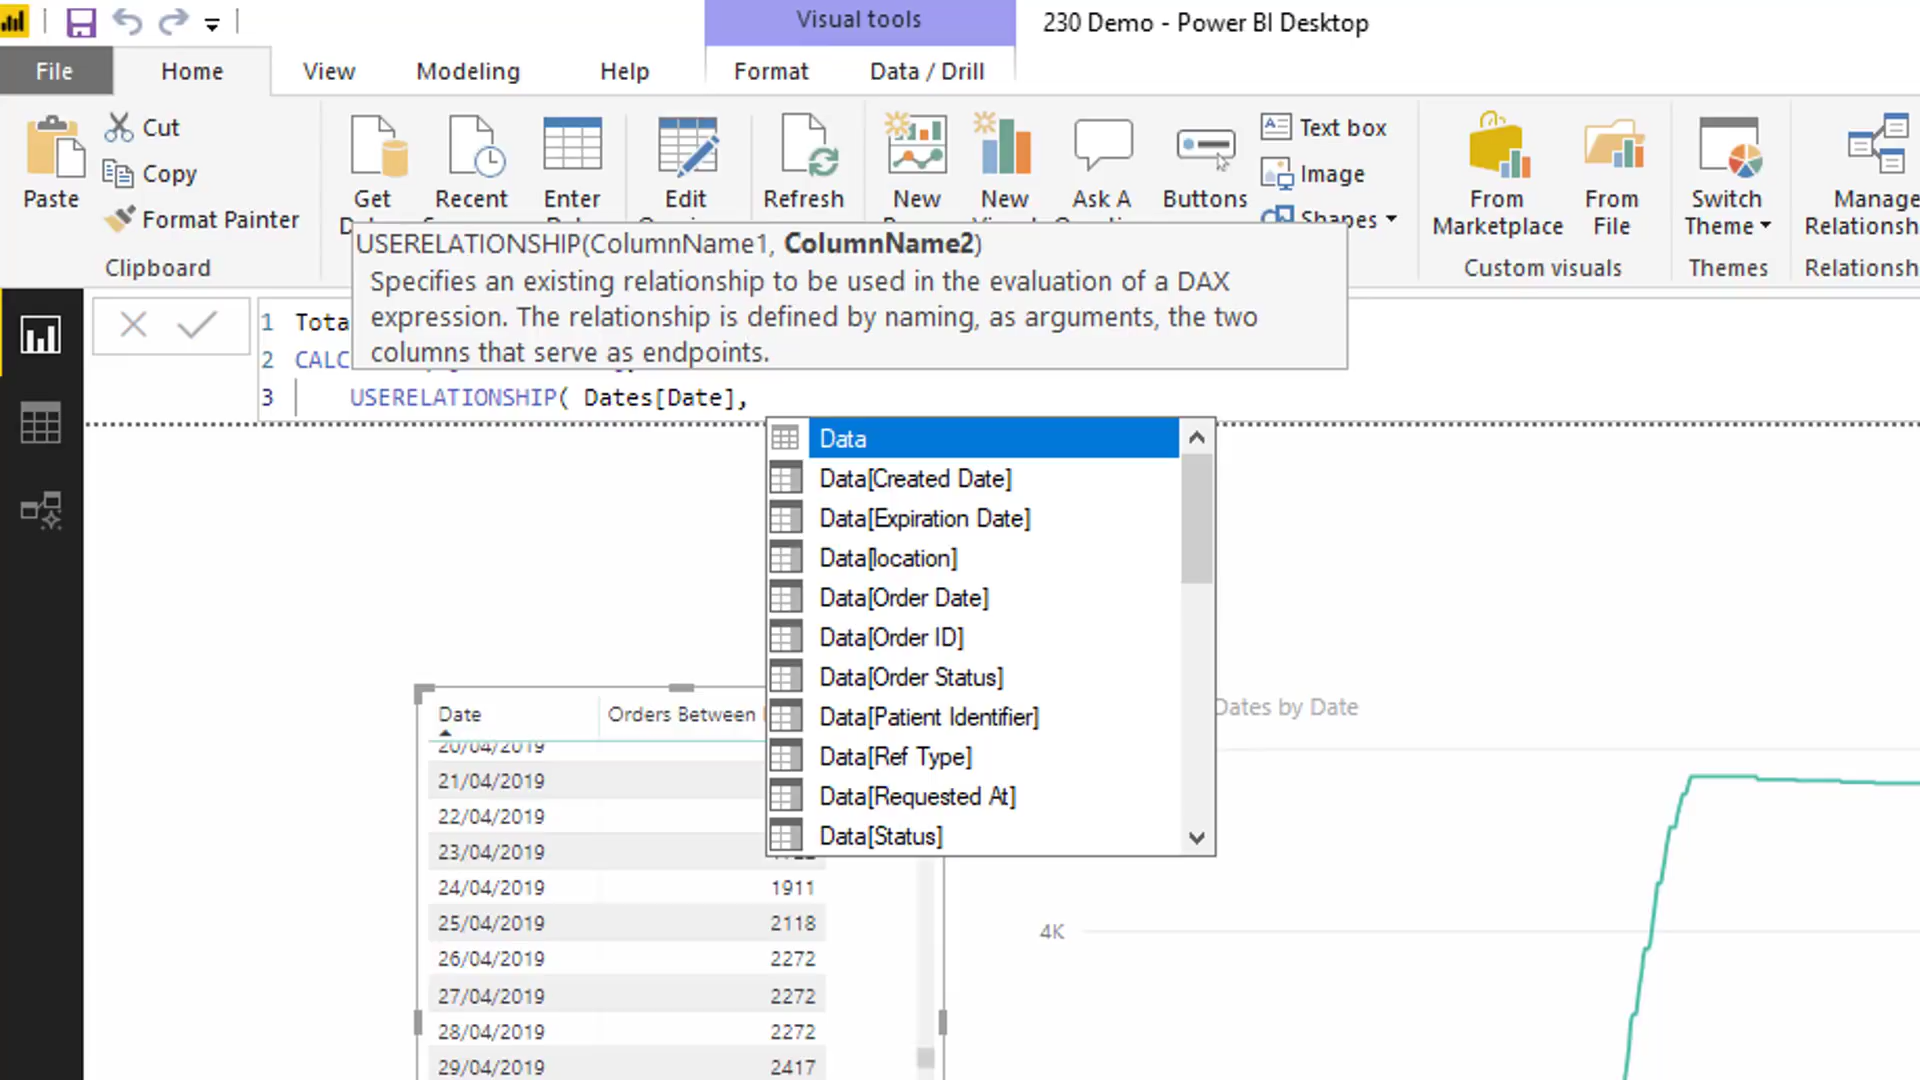 Visual tools
230 Demo - Power BI Desktop
File
Home
View
Modeling
Help
Format
Data / Drill
Paste
Cut
Copy
Format Painter
Clipboard
Get
Recent
Enter
Edit
Refresh
New
New
Ask A
Buttons
Text box
Image
Shapes
From
Marketplace
From
File
Custom visuals
Switch
Theme
Themes
Manage
Relationsh
Relationsh
USERELATIONSHIP(ColumnName1, ColumnName2)
Specifies an existing relationship to be used in the evaluation of a DAX
expression. The relationship is defined by naming, as arguments, the two
columns that serve as endpoints.
1 Tota
2 CALC
3 USERELATIONSHIP( Dates[Date],
Data
Data[Created Date]
Data[Expiration Date]
Data[location]
Data[Order Date]
Data[Order ID]
Data[Order Status]
Data[Patient Identifier]
Data[Ref Type]
Data[Requested At]
Data[Status]
Date Orders Between
20/04/2019
21/04/2019
22/04/2019
23/04/2019
24/04/2019 1911
25/04/2019 2118
26/04/2019 2272
27/04/2019 2272
28/04/2019 2272
29/04/2019 2417
Dates by Date
4K